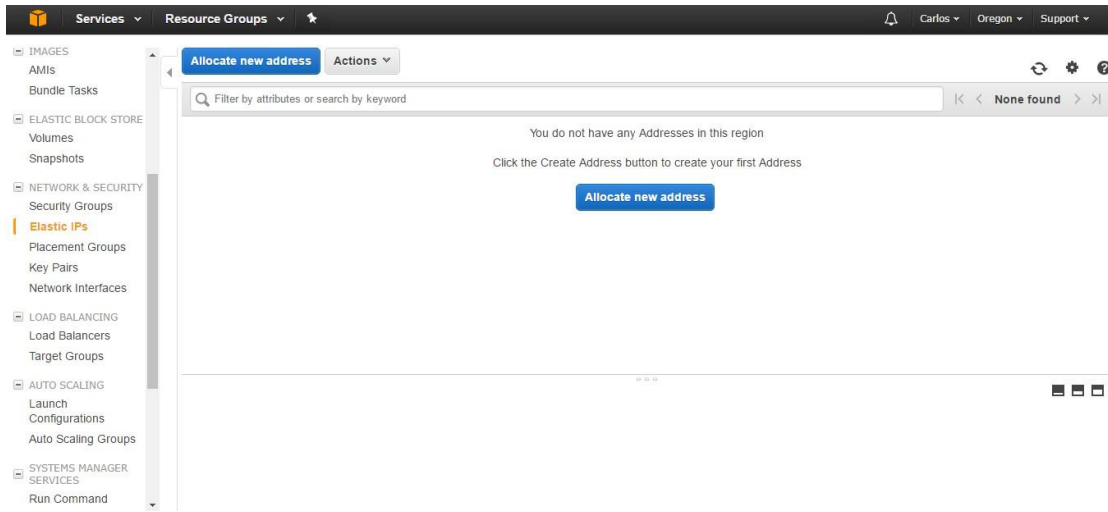 Services Resource Groups Carlos Oregon Support
IMAGES
AMIs
Bundle Tasks
ELASTIC BLOCK STORE
Volumes
Snapshots
NETWORK & SECURITY
Security Groups
Elastic IPs
Placement Groups
Key Pairs
Network Interfaces
LOAD BALANCING
Load Balancers
Target Groups
AUTO SCALING
Launch
Configurations
Auto Scaling Groups
SYSTEMS MANAGER
SERVICES
Run Command
Allocate new address Actions
Filter by attributes or search by keyword None found
You do not have any Addresses in this region
Click the Create Address button to create your first Address
Allocate new address